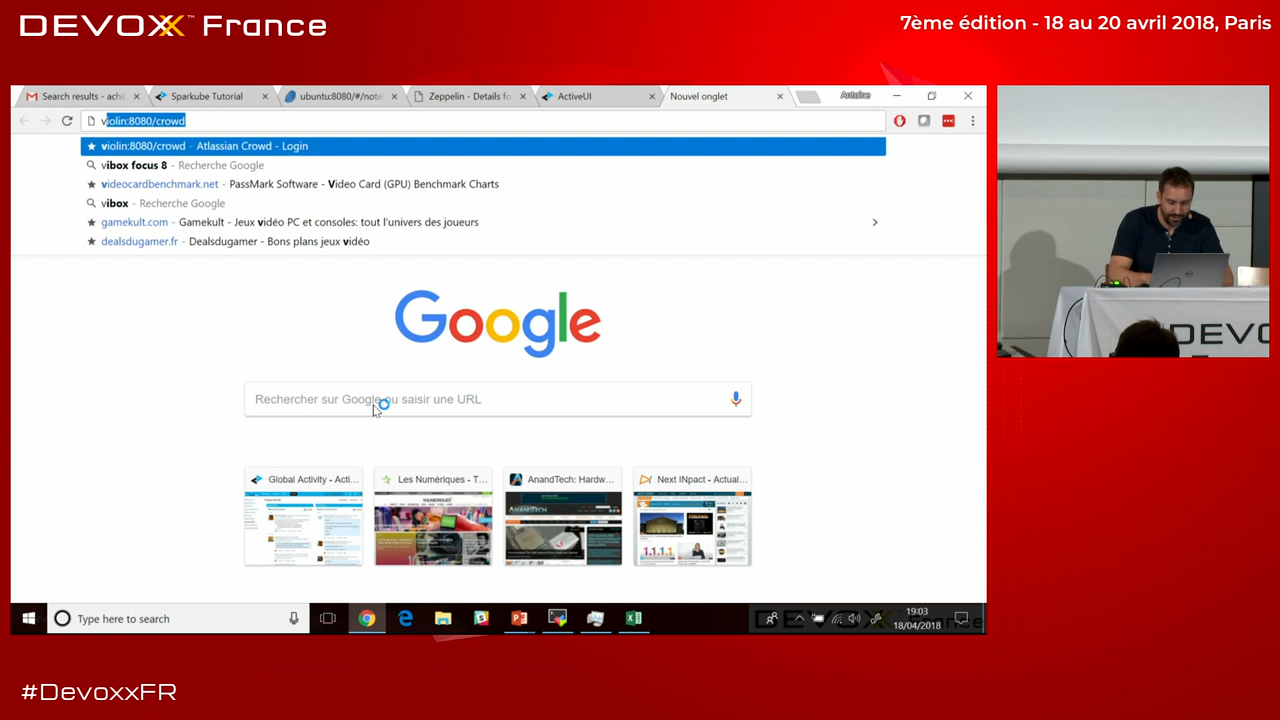 DEVOXX™ France
7ème édition - 18 au 20 avril 2018, Paris
Search results - achi
Sparkube Tutorial
ubuntu:8080/#/note
Zeppelin - Details fo
ActiveUI
Nouvel onglet
Antoine
violin:8080/crowd
violin:8080/crowd - Atlassian Crowd - Login
vibox focus 8 - Recherche Google
videocardbenchmark.net - PassMark Software - Video Card (GPU) Benchmark Charts
vibox - Recherche Google
gamekult.com - Gamekult - Jeux vidéo PC et consoles: tout l'univers des joueurs
dealsdugamer.fr - Dealsdugamer - Bons plans jeux vidéo
Google
Rechercher sur Google ou saisir une URL
Global Activity - Acti...
Les Numériques - T...
AnandTech: Hardw...
Next INpact - Actual...
Type here to search
19:03
18/04/2018
DEVOXX France
DEVO
#DevoxxFR